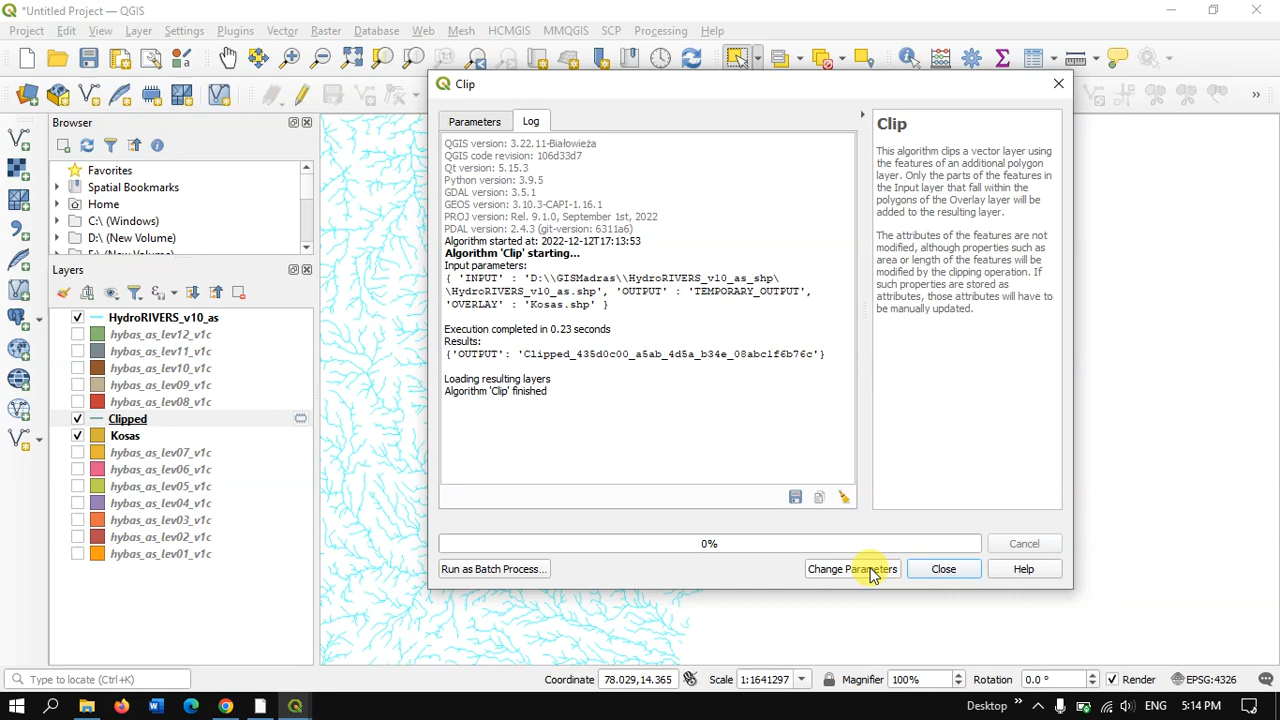 *Untitled Project — QGIS
Project Edit View Layer Settings Plugins Vector Raster Database Web Mesh HCMGIS MMQGIS SCP Processing Help
Clip
Browser
Favorites
Spatial Bookmarks
Home
C:\ (Windows)
D:\ (New Volume)
Layers
HydroRIVERS_v10_as
hybas_as_lev12_v1c
hybas_as_lev11_v1c
hybas_as_lev10_v1c
hybas_as_lev09_v1c
hybas_as_lev08_v1c
Clipped
Kosas
hybas_as_lev07_v1c
hybas_as_lev06_v1c
hybas_as_lev05_v1c
hybas_as_lev04_v1c
hybas_as_lev03_v1c
hybas_as_lev02_v1c
hybas_as_lev01_v1c
Parameters Log
QGIS version: 3.22.11-Białowieża
QGIS code revision: 106d33d7
Qt version: 5.15.3
Python version: 3.9.5
GDAL version: 3.5.1
GEOS version: 3.10.3-CAPI-1.16.1
PROJ version: Rel. 9.1.0, September 1st, 2022
PDAL version: 2.4.3 (git-version: 6311a6)
Algorithm started at: 2022-12-12T17:13:53
Algorithm 'Clip' starting...
Input parameters:
{ 'INPUT' : 'D:\\GISMadras\\HydroRIVERS_v10_as_shp\
\HydroRIVERS_v10_as.shp', 'OUTPUT' : 'TEMPORARY_OUTPUT',
'OVERLAY' : 'Kosas.shp' }
Execution completed in 0.23 seconds
Results:
{'OUTPUT': 'Clipped_435d0c00_a5ab_4d5a_b34e_08abc1f6b76c'}
Loading resulting layers
Algorithm 'Clip' finished
0%
Cancel
Run as Batch Process...
Change Parameters
Close
Help
Clip
This algorithm clips a vector layer using
the features of an additional polygon
layer. Only the parts of the features in
the Input layer that fall within the
polygons of the Overlay layer will be
added to the resulting layer.
The attributes of the features are not
modified, although properties such as
area or length of the features will be
modified by the clipping operation. If
such properties are stored as
attributes, those attributes will have to
be manually updated.
Type to locate (Ctrl+K)
Coordinate 78.029,14.365 Scale 1:1641297 Magnifier 100% Rotation 0.0 ° Render EPSG:4326
Desktop ENG 5:14 PM